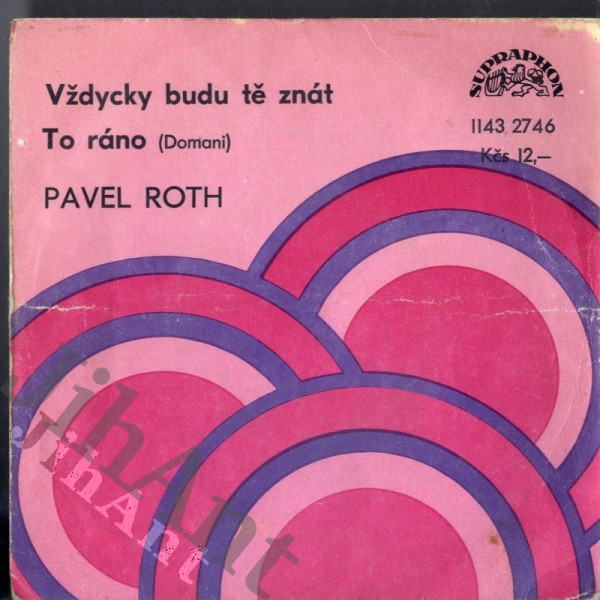 Vždycky budu tě znát
To ráno (Domani)
PAVEL ROTH
SUPRAPHON
1143 2746
Kčs 12,—
JihAnt
JihAnt